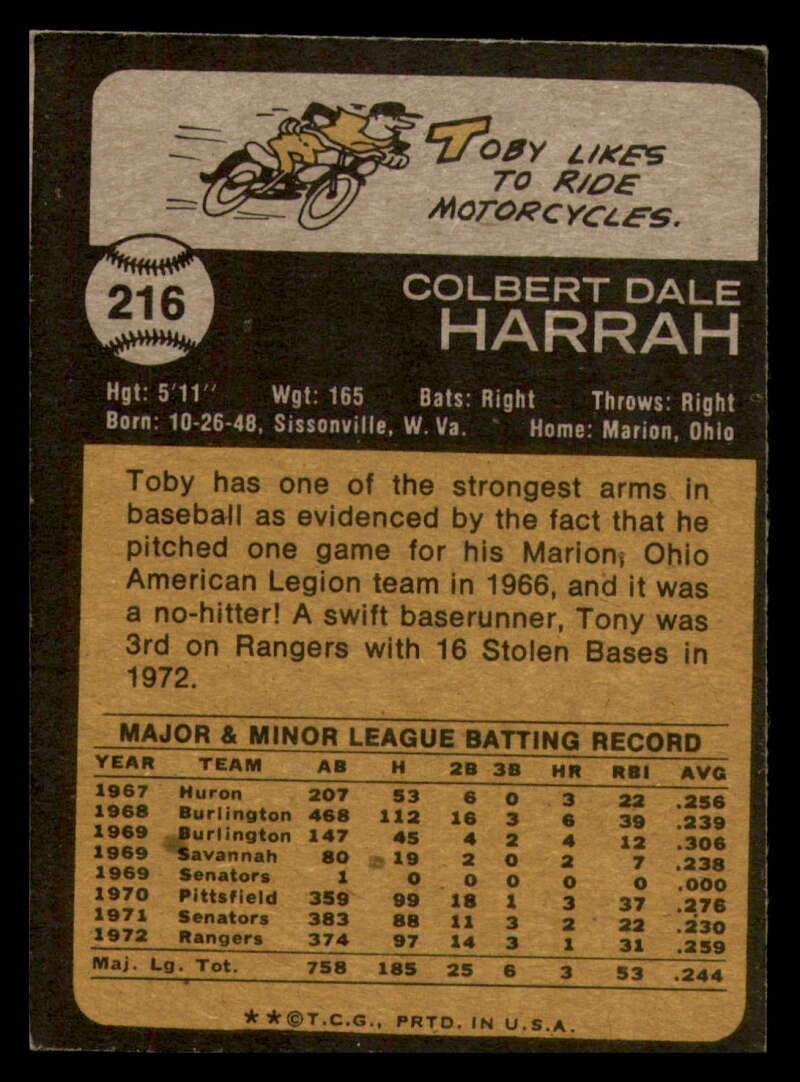 TOBY LIKES
TO RIDE
MOTORCYCLES.
216
COLBERT DALE
HARRAH
Hgt: 5'11" Wgt: 165 Bats: Right Throws: Right
Born: 10-26-48, Sissonville, W. Va. Home: Marion, Ohio
Toby has one of the strongest arms in
baseball as evidenced by the fact that he
pitched one game for his Marion, Ohio
American Legion team in 1966, and it was
a no-hitter! A swift baserunner, Tony was
3rd on Rangers with 16 Stolen Bases in
1972.
MAJOR & MINOR LEAGUE BATTING RECORD
YEAR TEAM AB H 2B 3B HR RBI AVG
1967 Huron 207 53 6 0 3 22 .256
1968 Burlington 468 112 16 3 6 39 .239
1969 Burlington 147 45 4 2 4 12 .306
1969 Savannah 80 19 2 0 2 7 .238
1969 Senators 1 0 0 0 0 0 .000
1970 Pittsfield 359 99 18 1 3 37 .276
1971 Senators 383 88 11 3 2 22 .230
1972 Rangers 374 97 14 3 1 31 .259
Maj. Lg. Tot. 758 185 25 6 3 53 .244
★★©T.C.G., PRTD. IN U.S.A.